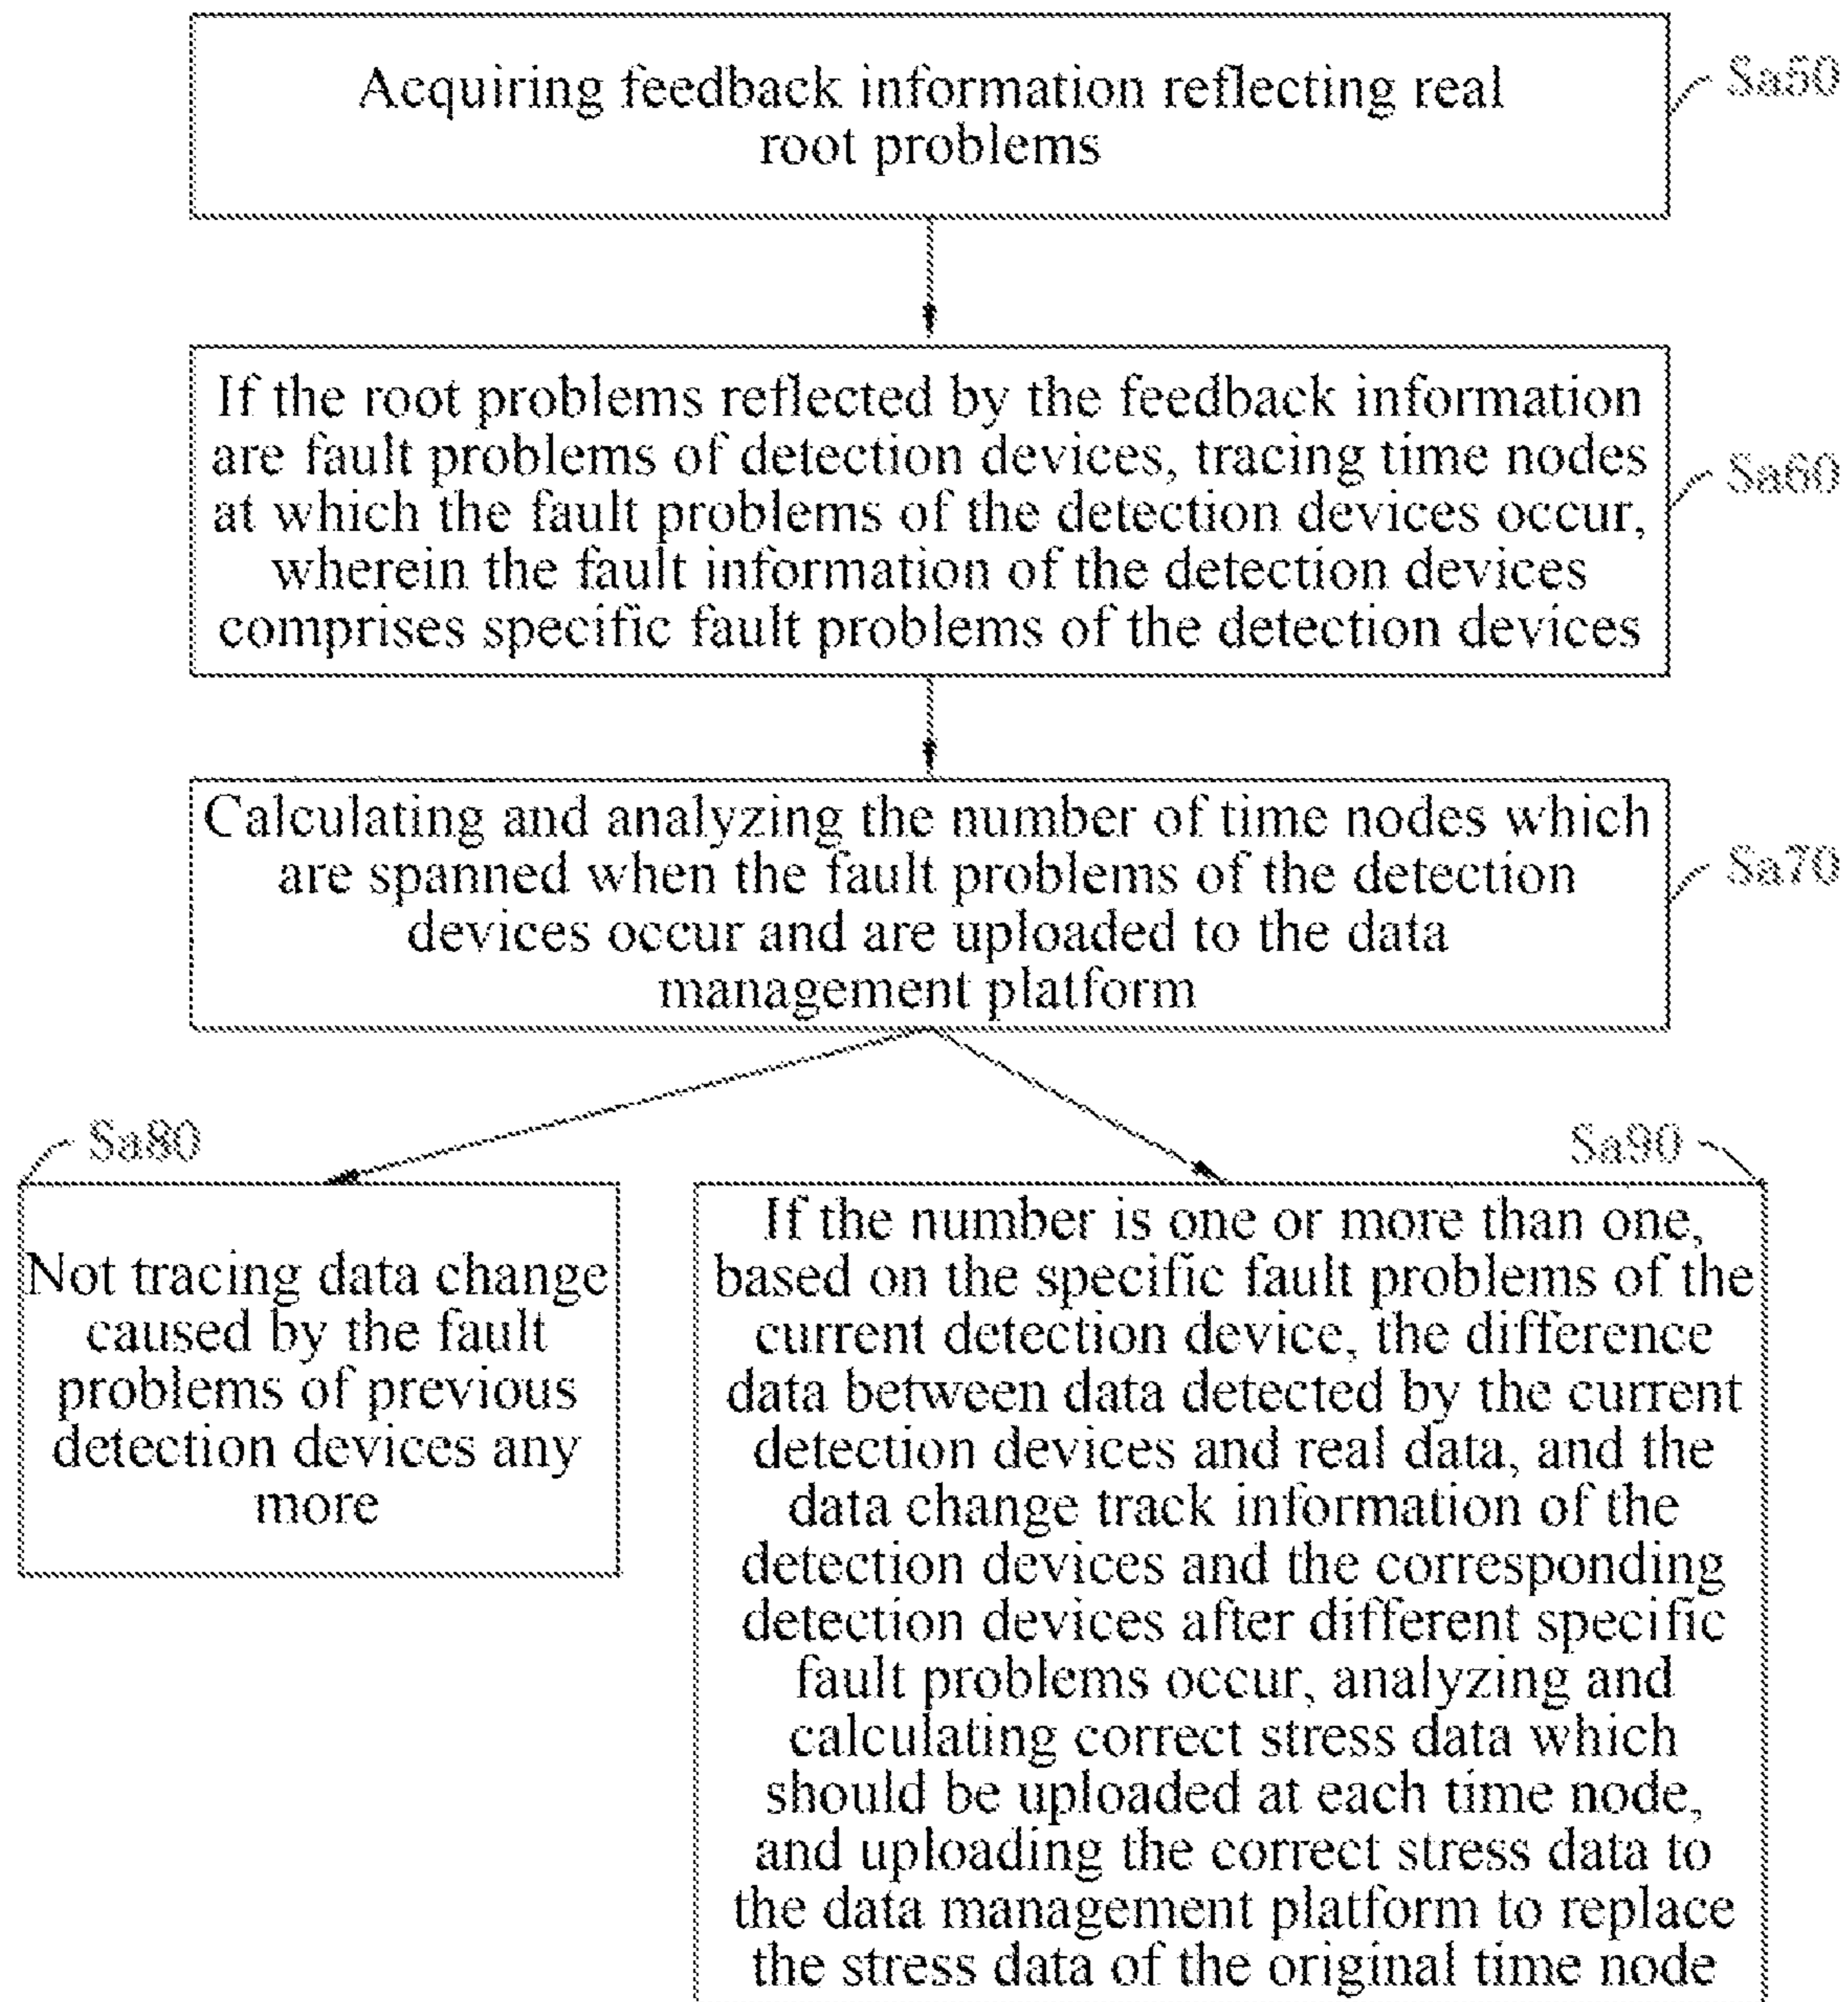 Acquiring feedback information reflecting real
root problems
Sa50
If the root problems reflected by the feedback information
are fault problems of detection devices, tracing time nodes
at which the fault problems of the detection devices occur,
wherein the fault information of the detection devices
comprises specific fault problems of the detection devices
Sa60
Calculating and analyzing the number of time nodes which
are spanned when the fault problems of the detection
devices occur and are uploaded to the data
management platform
Sa70
Sa80
Not tracing data change
caused by the fault
problems of previous
detection devices any
more
Sa90
If the number is one or more than one,
based on the specific fault problems of the
current detection device, the difference
data between data detected by the current
detection devices and real data, and the
data change track information of the
detection devices and the corresponding
detection devices after different specific
fault problems occur, analyzing and
calculating correct stress data which
should be uploaded at each time node,
and uploading the correct stress data to
the data management platform to replace
the stress data of the original time node